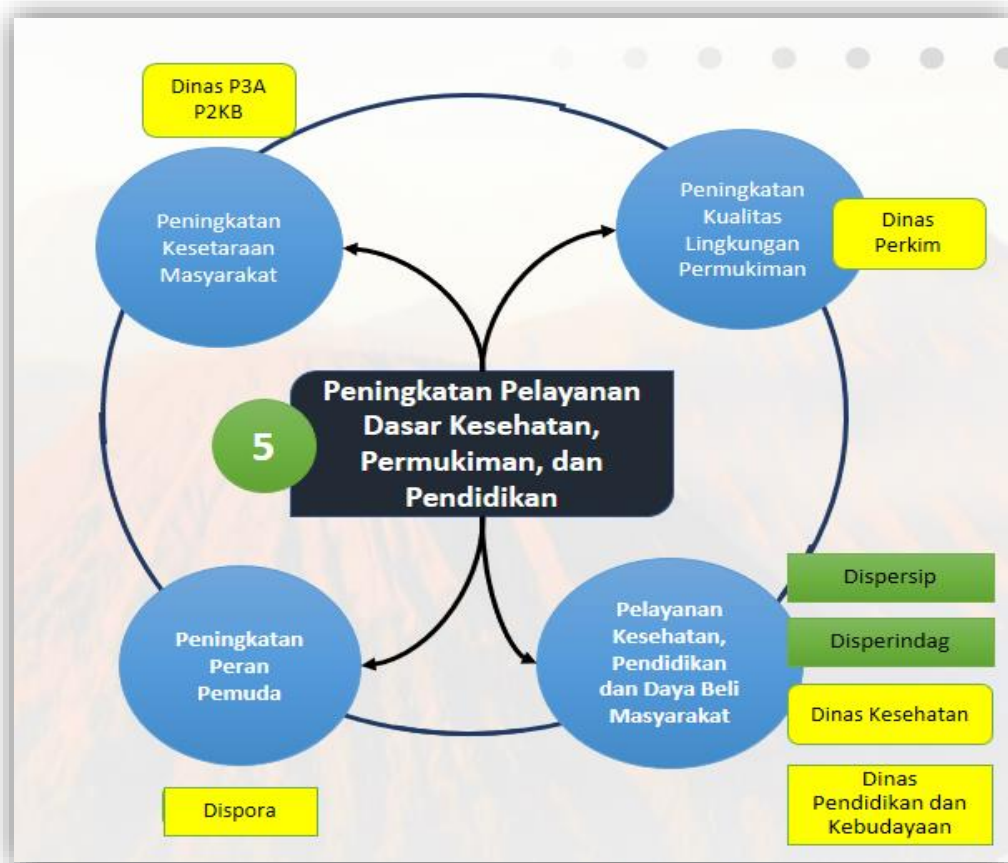 Dinas P3A
P2KB
Peningkatan
Kesetaraan
Masyarakat
Peningkatan
Kualitas
Lingkungan
Permukiman
Dinas
Perkim
5
Peningkatan Pelayanan
Dasar Kesehatan,
Permukiman, dan
Pendidikan
Peningkatan
Peran
Pemuda
Dispora
Pelayanan
Kesehatan,
Pendidikan
dan Daya Beli
Masyarakat
Dispersip
Disperindag
Dinas Kesehatan
Dinas
Pendidikan dan
Kebudayaan